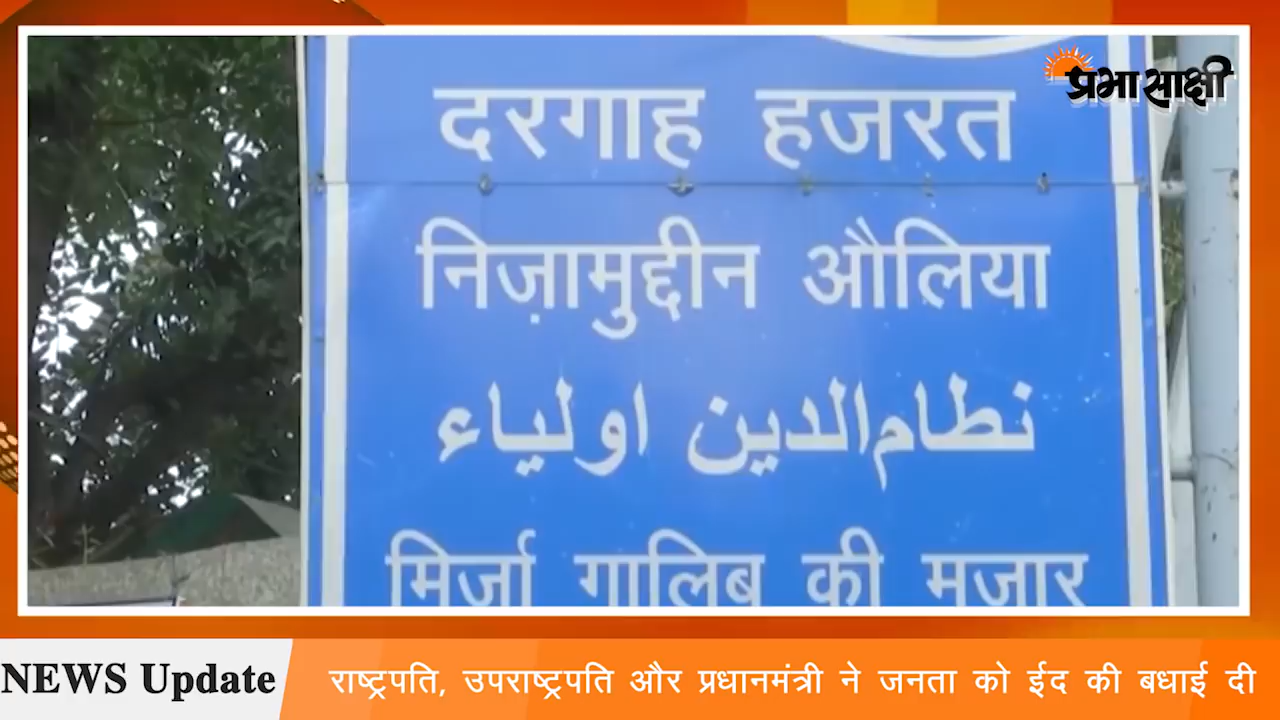 प्रभासाक्षी
दरगाह हजरत
निज़ामुद्दीन औलिया
نظام الدین اولیاء
मिर्जा गालिब की मजार
NEWS Update
राष्ट्रपति, उपराष्ट्रपति और प्रधानमंत्री ने जनता को ईद की बधाई दी